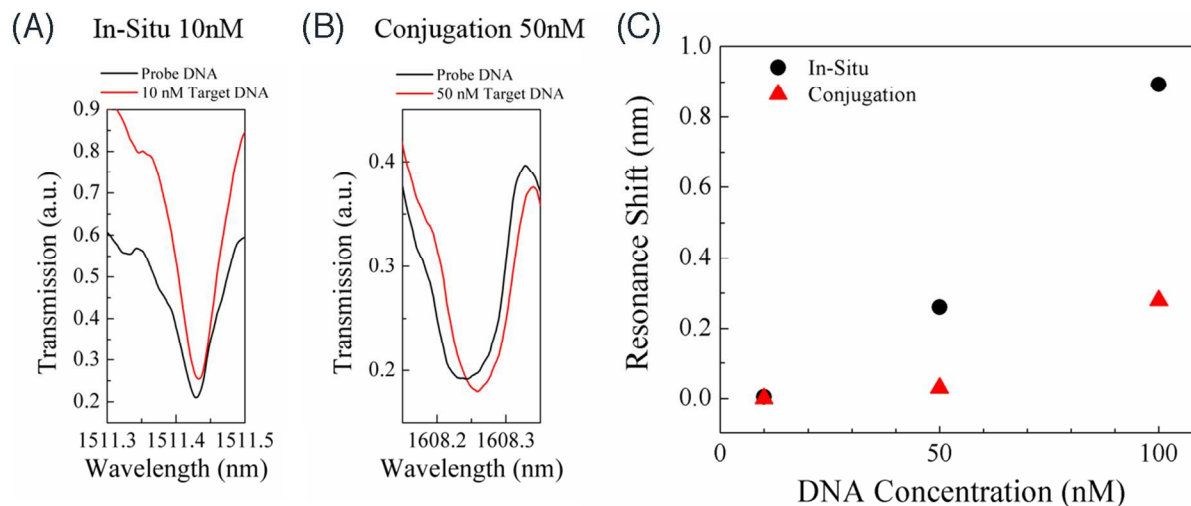 (A) In-Situ 10nM
Probe DNA
10 nM Target DNA
0.9
0.8
0.7
0.6
0.5
0.4
0.3
0.2
Transmission (a.u.)
1511.3 1511.4 1511.5
Wavelength (nm)
(B) Conjugation 50nM
Probe DNA
50 nM Target DNA
0.4
0.3
0.2
Transmission (a.u.)
1608.2 1608.3
Wavelength (nm)
(C)
In-Situ
Conjugation
1.0
0.8
0.6
0.4
0.2
0.0
Resonance Shift (nm)
0 50 100
DNA Concentration (nM)